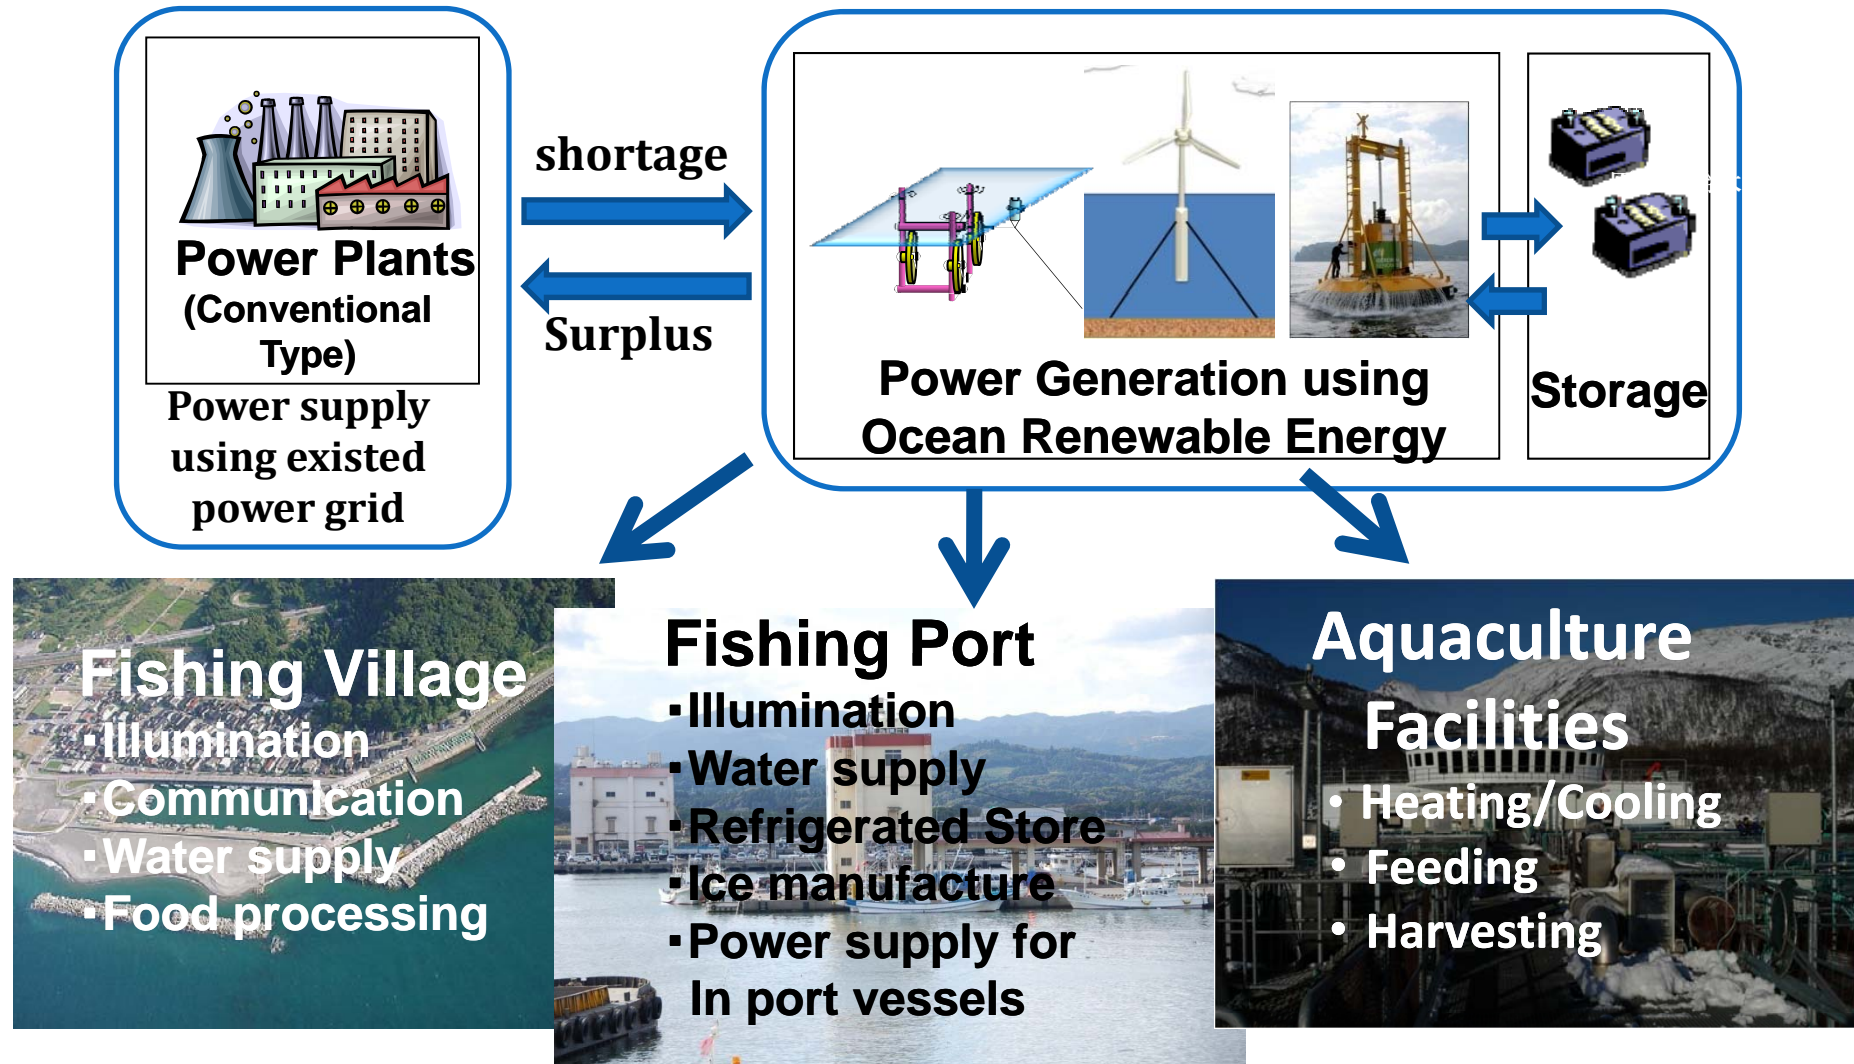 shortage
Surplus
Power Plants
(Conventional
Type)
Power supply
using existed
power grid
Power Generation using
Ocean Renewable Energy
Storage
Fishing Village
▪Illumination
▪Communication
▪Water supply
▪Food processing
Fishing Port
▪Illumination
▪Water supply
▪Refrigerated Store
▪Ice manufacture
▪Power supply for
In port vessels
Aquaculture
Facilities
• Heating/Cooling
• Feeding
• Harvesting